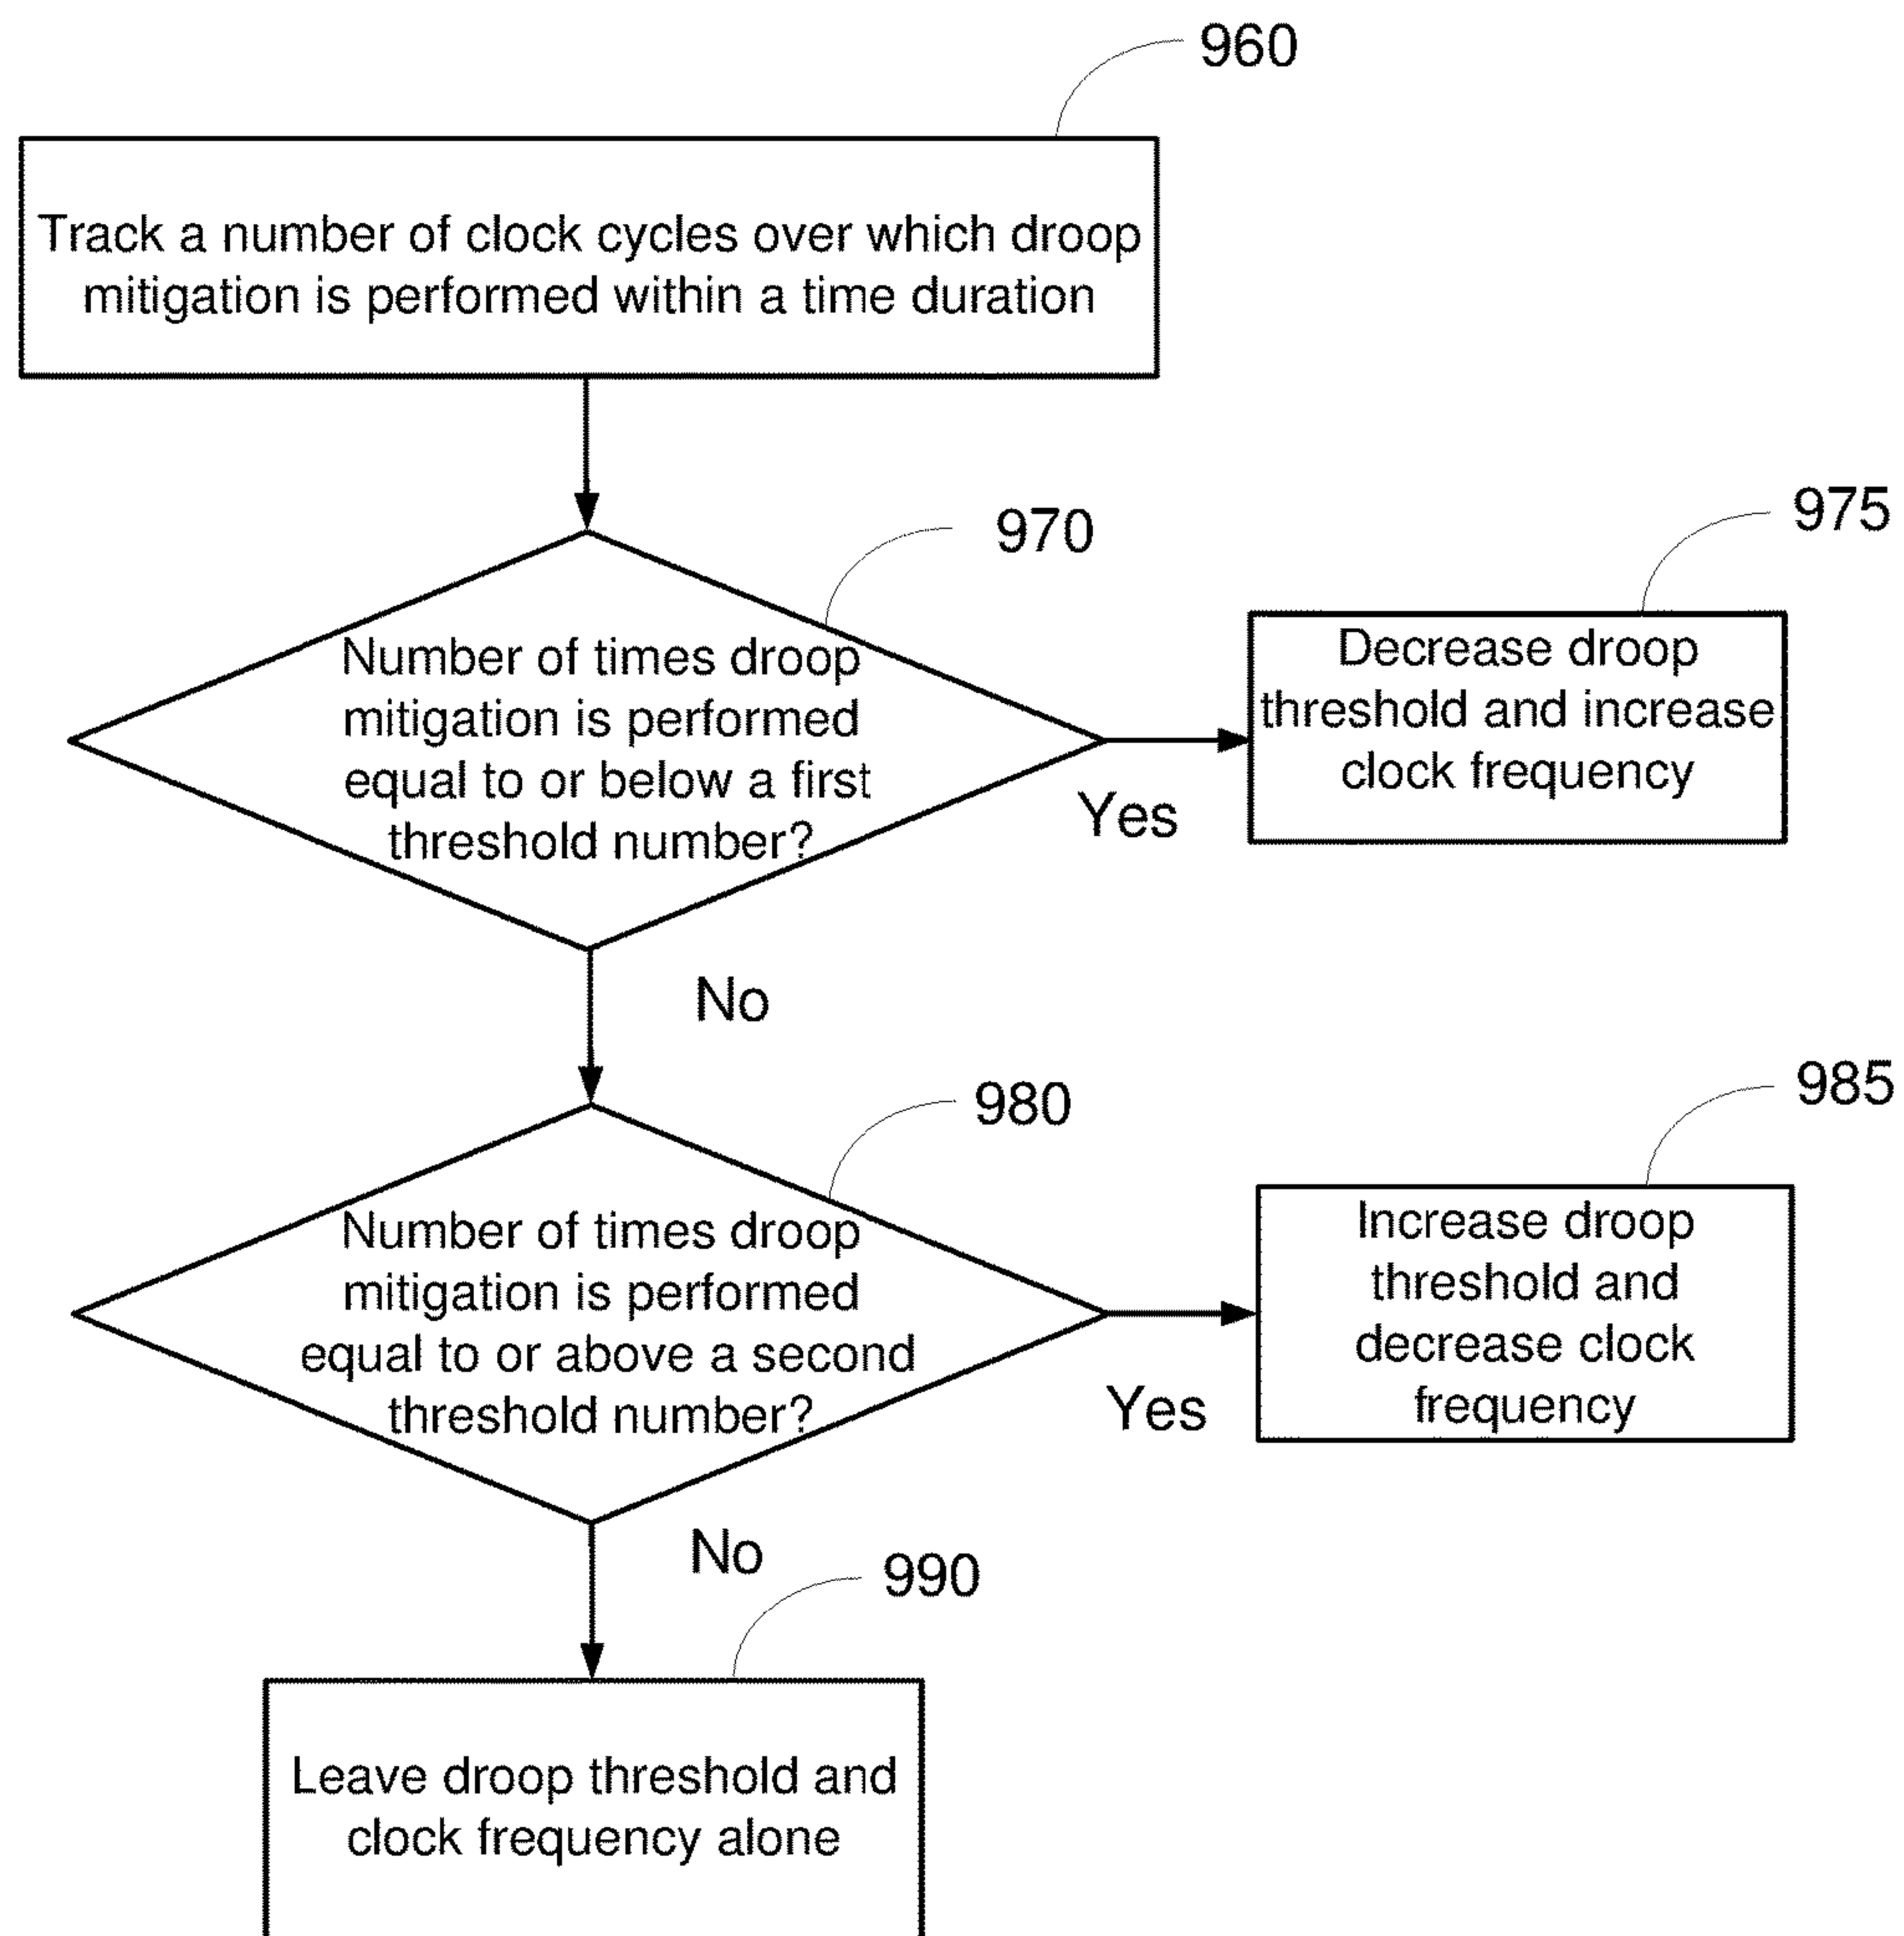 960
Track a number of clock cycles over which droop
mitigation is performed within a time duration
970
Number of times droop
mitigation is performed
equal to or below a first
threshold number?
Yes
975
Decrease droop
threshold and increase
clock frequency
No
980
Number of times droop
mitigation is performed
equal to or above a second
threshold number?
Yes
985
Increase droop
threshold and
decrease clock
frequency
No
990
Leave droop threshold and
clock frequency alone